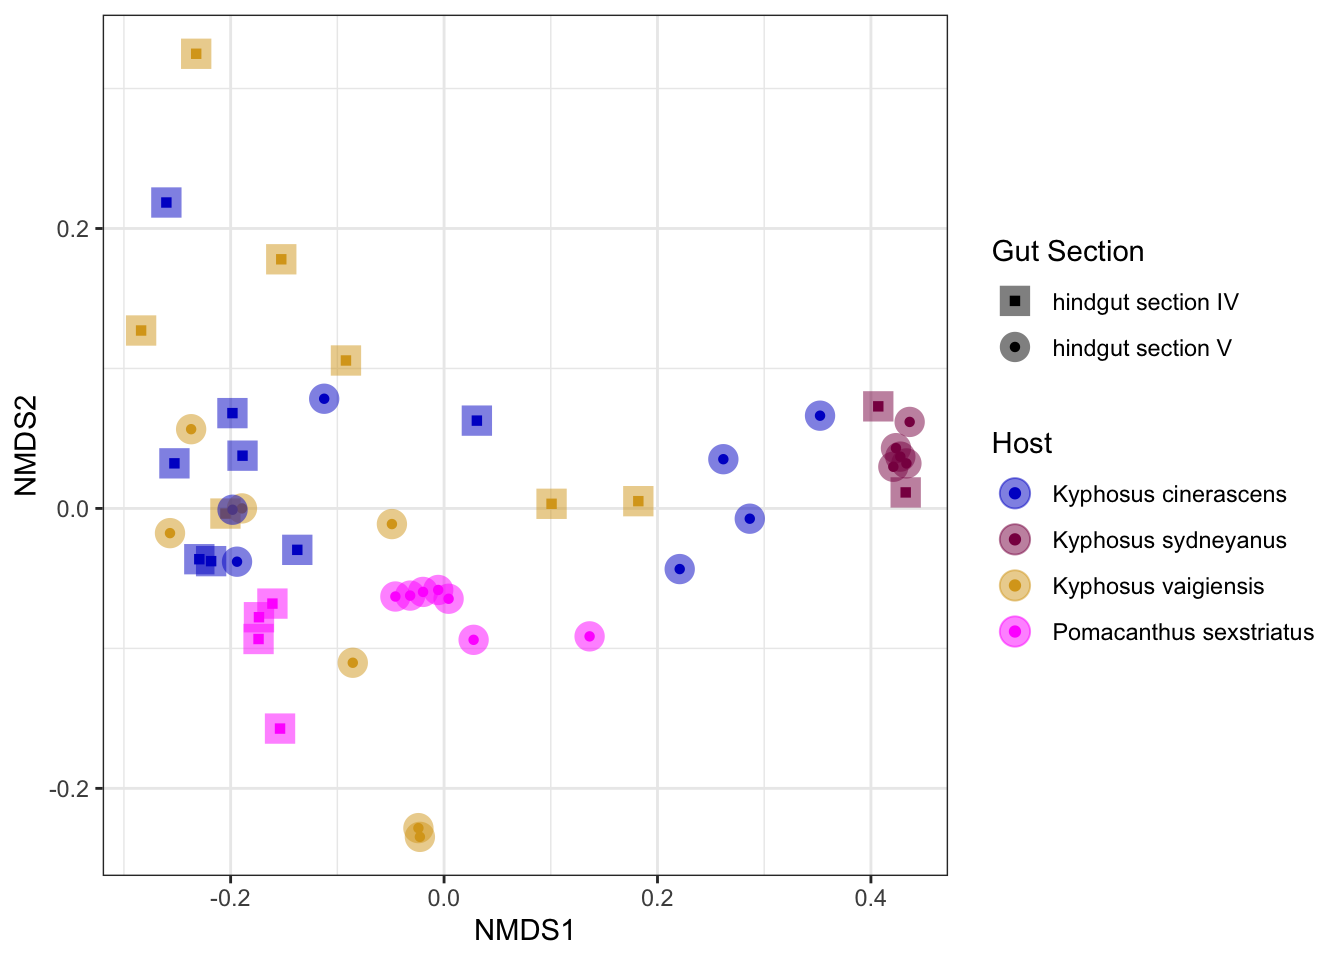 0.2
0.0
-0.2
NMDS2
-0.2
0.0
0.2
0.4
NMDS1
Gut Section
hindgut section IV
hindgut section V
Host
Kyphosus cinerascens
Kyphosus sydneyanus
Kyphosus vaigiensis
Pomacanthus sexstriatus